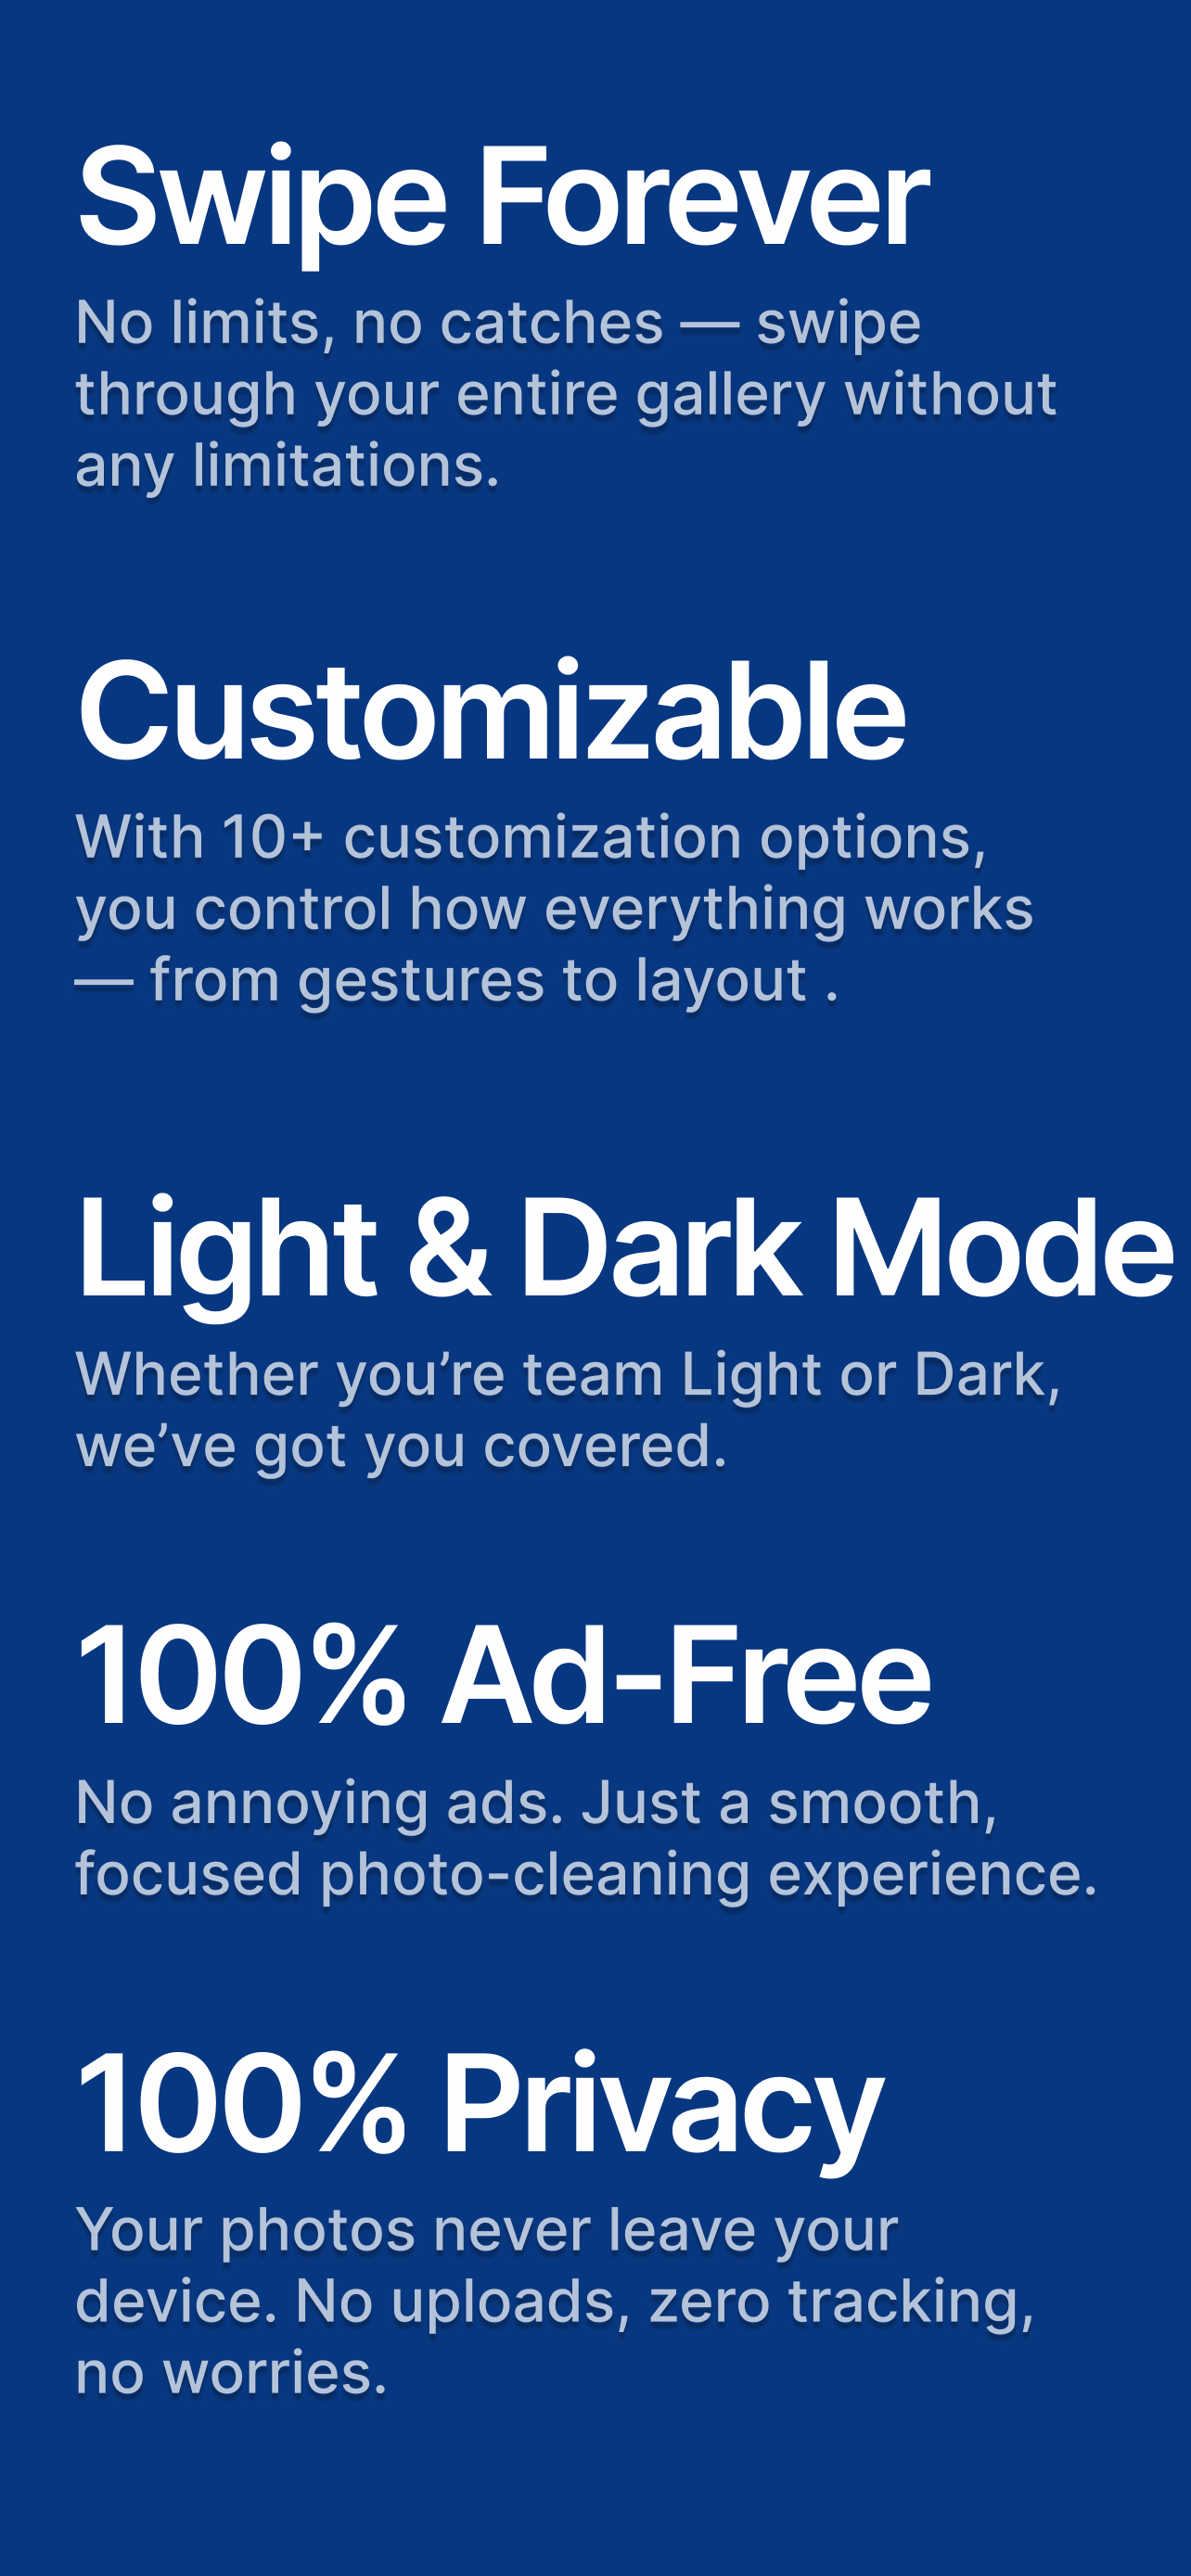 Swipe Forever
No limits, no catches — swipe
through your entire gallery without
any limitations.
Customizable
With 10+ customization options,
you control how everything works
— from gestures to layout .
Light & Dark Mode
Whether you’re team Light or Dark,
we’ve got you covered.
100% Ad-Free
No annoying ads. Just a smooth,
focused photo-cleaning experience.
100% Privacy
Your photos never leave your
device. No uploads, zero tracking,
no worries.